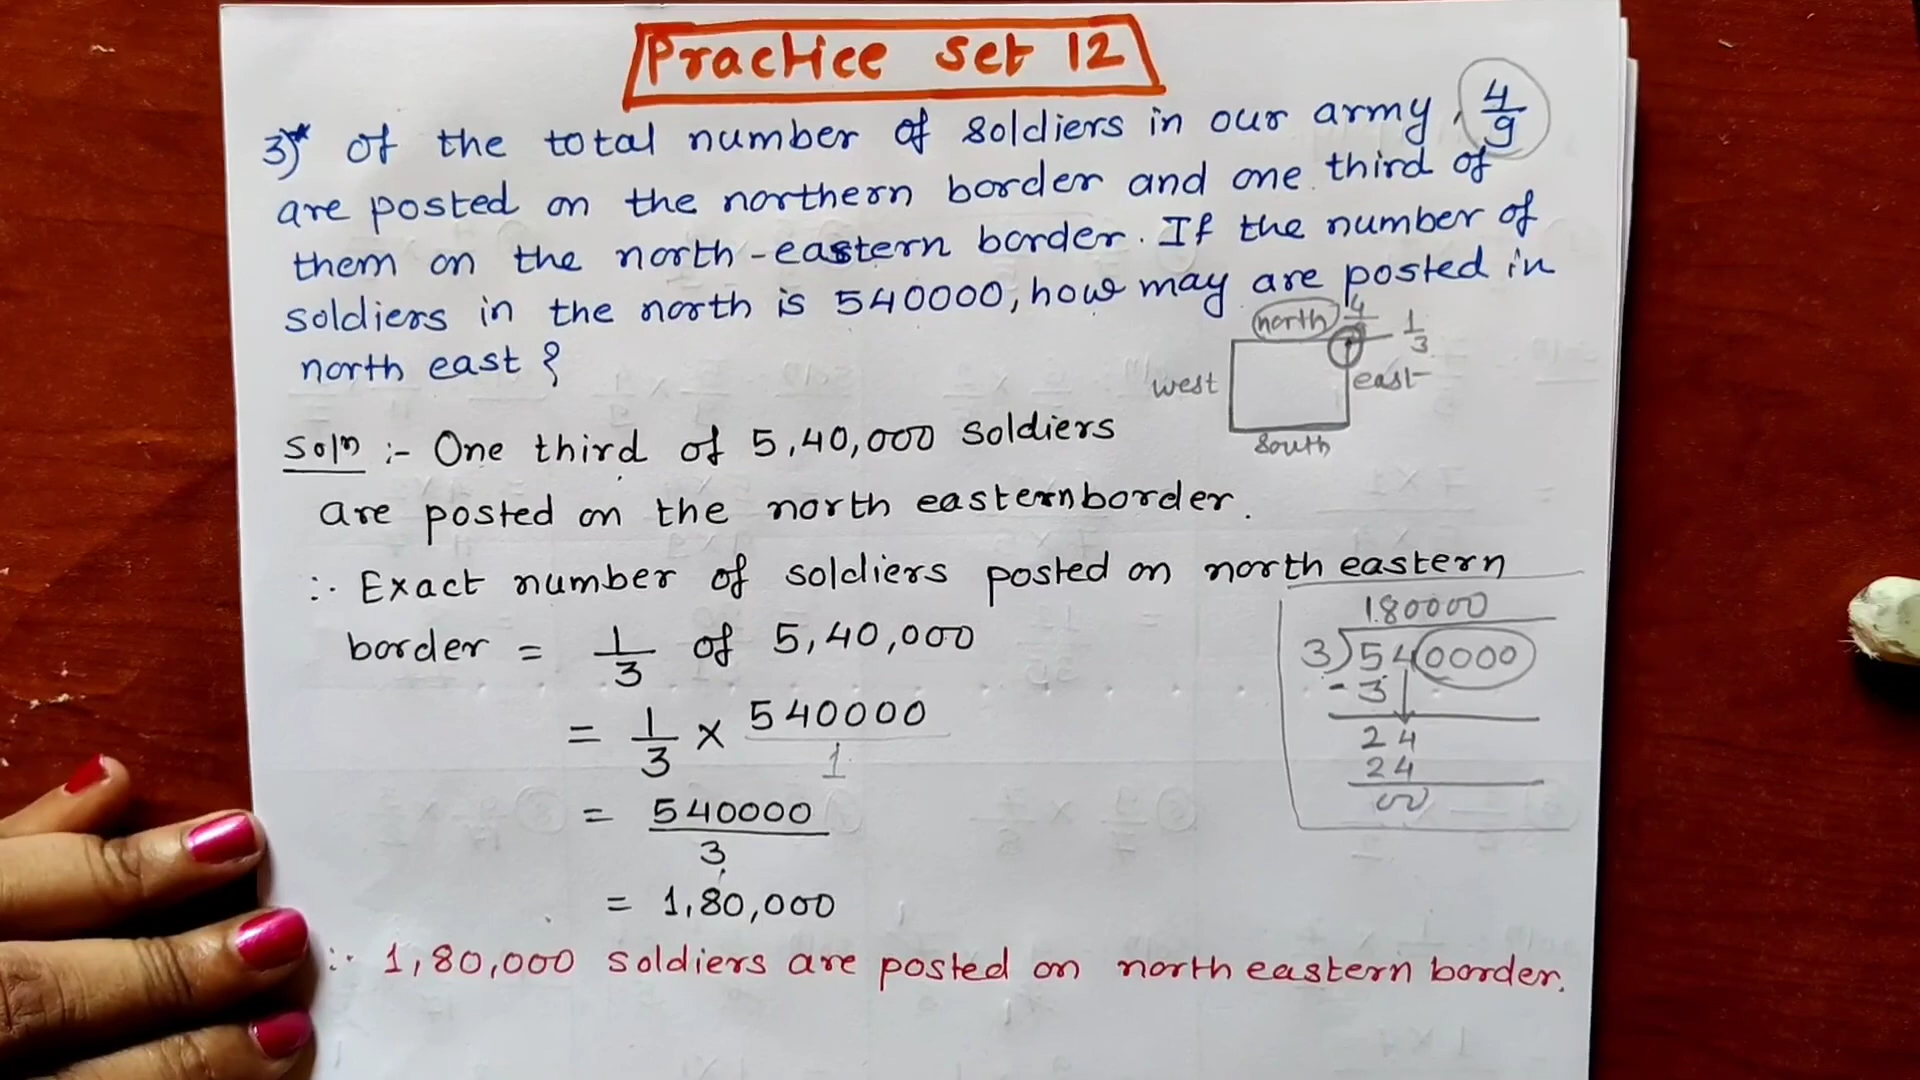 Practice Set 12
3)* Of the total number of soldiers in our army, 4/9
are posted on the northern border and one third of
them on the north-eastern border. If the number of
soldiers in the north is 540000, how may are posted in
north east ?
north 4 1/3
west east
south
Soln :- One third of 5,40,000 soldiers
are posted on the north eastern border.
∴ Exact number of soldiers posted on north eastern
border = 1/3 of 5,40,000
= 1/3 × 540000/1
= 540000/3
= 1,80,000
∴ 1,80,000 soldiers are posted on north eastern border.
180000
3)540000
- 3
24
24
00